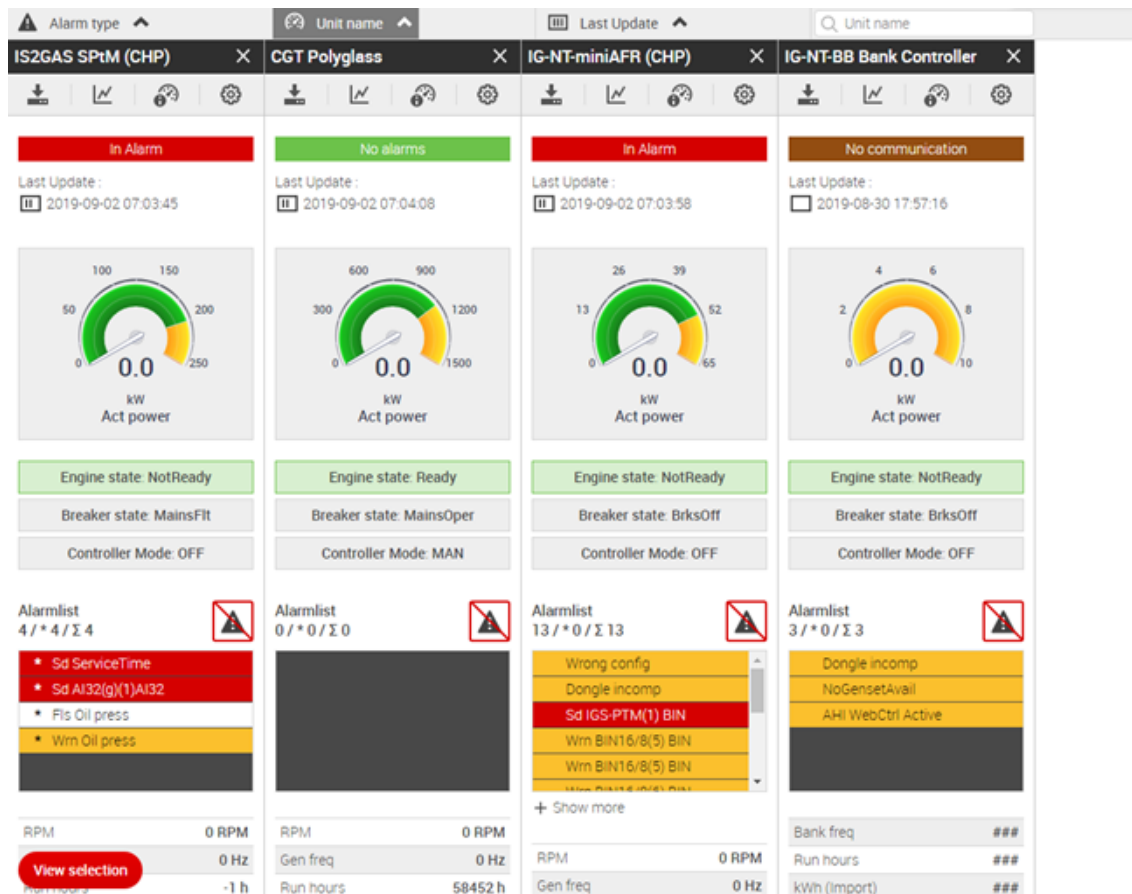 Alarm type
Unit name
Last Update
Unit name
IS2GAS SPtM (CHP)
In Alarm
Last Update :
2019-09-02 07:03:45
50
100
150
200
0
250
0.0
kW
Act power
Engine state: NotReady
Breaker state: MainsFlt
Controller Mode: OFF
Alarmlist
4 / * 4 / Σ 4
* Sd ServiceTime
* Sd AI32(g)(1)AI32
* Fls Oil press
* Wrn Oil press
RPM 0 RPM
0 Hz
View selection
Run hours -1 h
CGT Polyglass
No alarms
Last Update :
2019-09-02 07:04:08
600
900
300
1200
0
1500
0.0
kW
Act power
Engine state: Ready
Breaker state: MainsOper
Controller Mode: MAN
Alarmlist
0 / * 0 / Σ 0
RPM 0 RPM
Gen freq 0 Hz
Run hours 58452 h
IG-NT-miniAFR (CHP)
In Alarm
Last Update :
2019-09-02 07:03:58
26
39
13
52
0
65
0.0
kW
Act power
Engine state: NotReady
Breaker state: BrksOff
Controller Mode: OFF
Alarmlist
13 / * 0 / Σ 13
Wrong config
Dongle incomp
Sd IGS-PTM(1) BIN
Wrn BIN16/8(5) BIN
Wrn BIN16/8(5) BIN
Wrn BIN16/8(6) BIN
+ Show more
RPM 0 RPM
Gen freq 0 Hz
IG-NT-BB Bank Controller
No communication
Last Update :
2019-08-30 17:57:16
4
6
2
8
0
10
0.0
kW
Act power
Engine state: NotReady
Breaker state: BrksOff
Controller Mode: OFF
Alarmlist
3 / * 0 / Σ 3
Dongle incomp
NoGensetAvail
AHI WebCtrl Active
Bank freq ###
Run hours ###
kWh (Import) ###